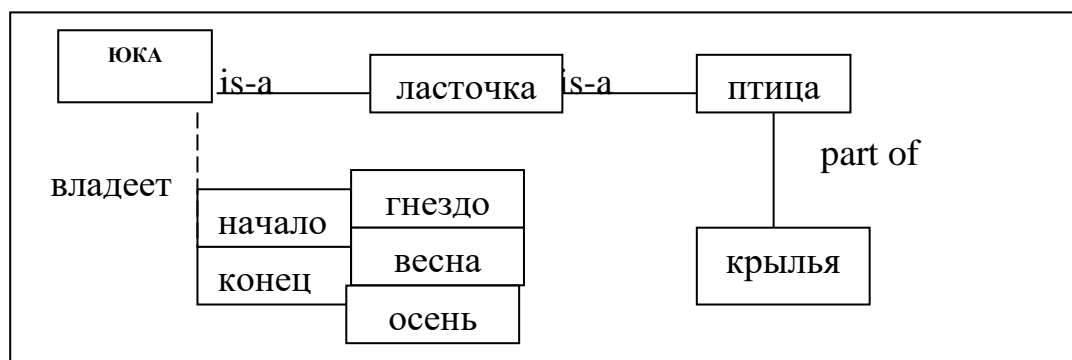 ЮКА
is-a
ласточка
is-a
птица
part of
владеет
гнездо
начало
весна
крылья
конец
осень